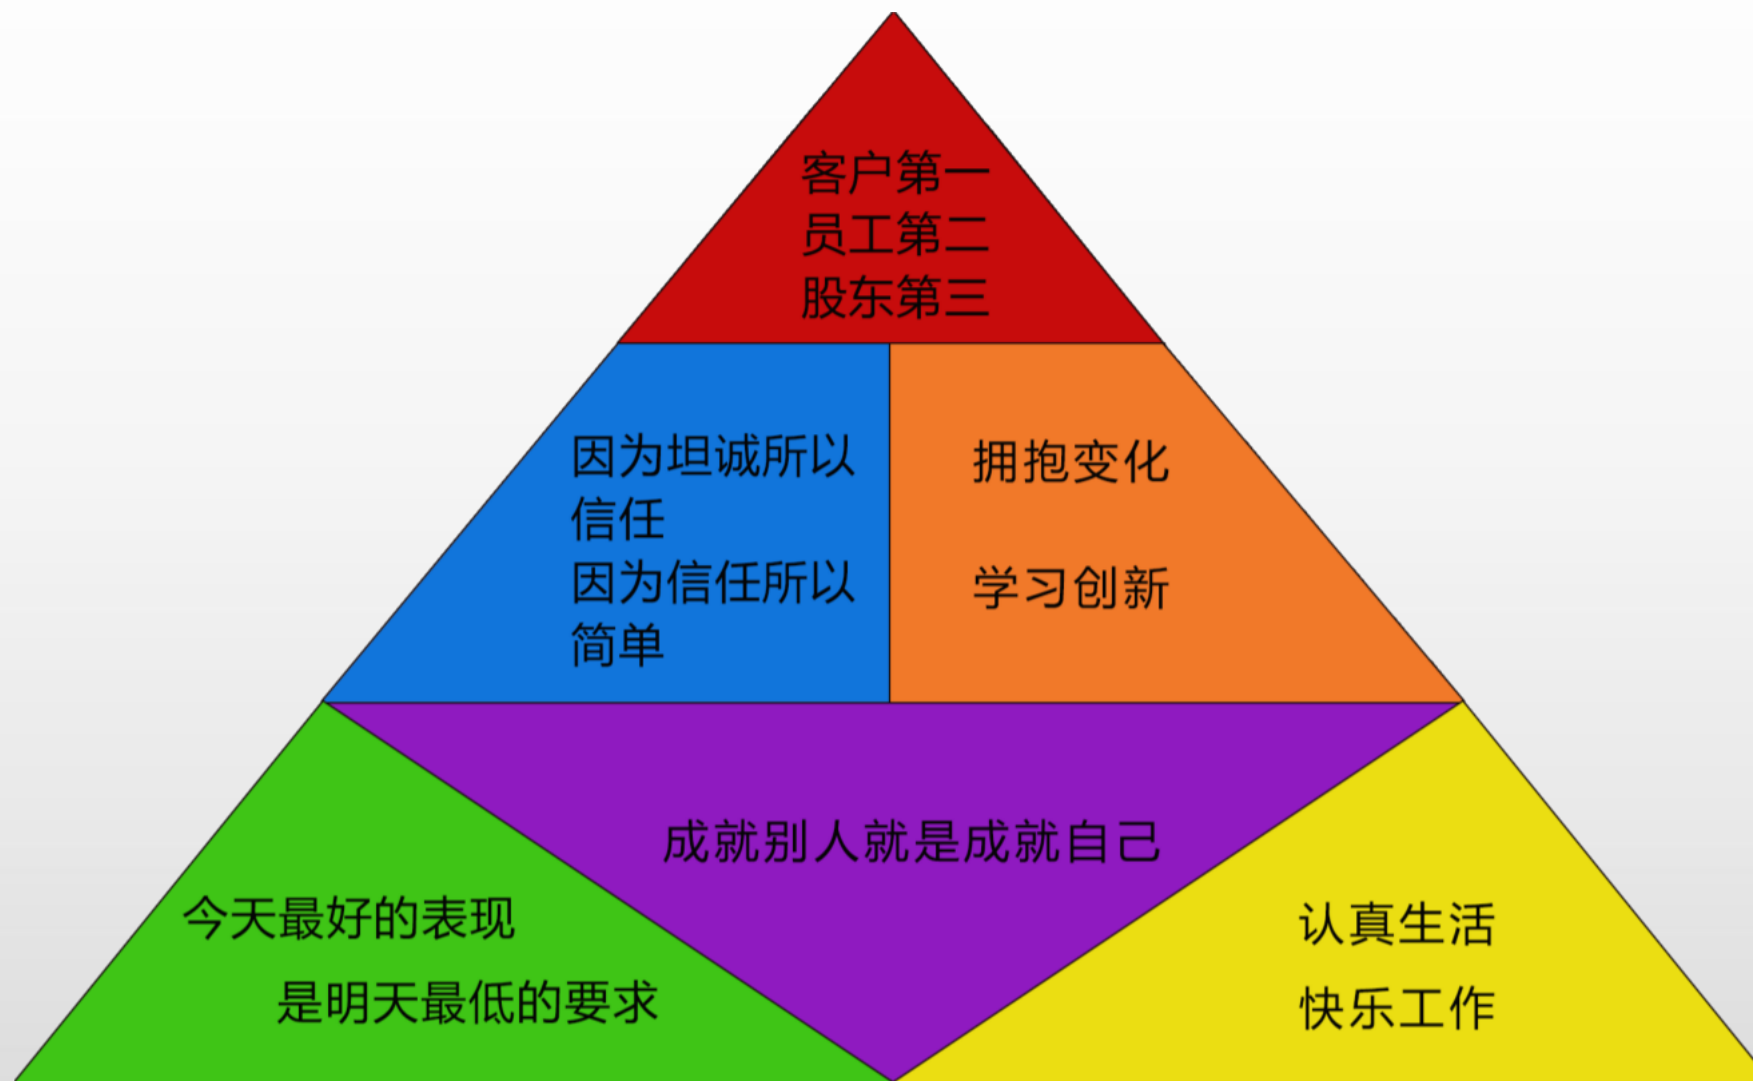 客户第一
员工第二
股东第三
因为坦诚所以
信任
因为信任所以
简单
拥抱变化
学习创新
成就别人就是成就自己
今天最好的表现
是明天最低的要求
认真生活
快乐工作